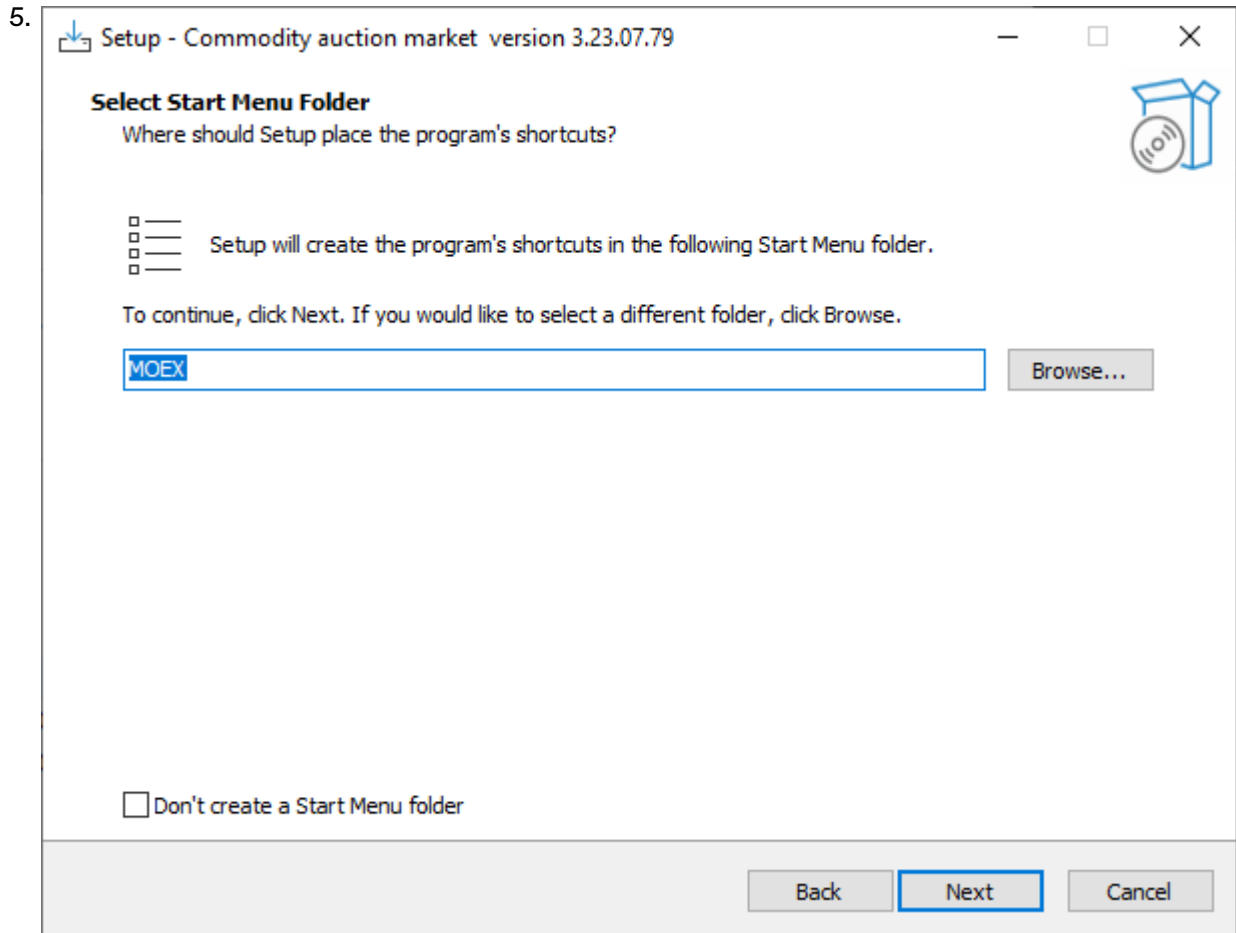 5.
Setup - Commodity auction market version 3.23.07.79
Select Start Menu Folder
Where should Setup place the program's shortcuts?
Setup will create the program's shortcuts in the following Start Menu folder.
To continue, click Next. If you would like to select a different folder, click Browse.
MOEX
Browse...
Don't create a Start Menu folder
Back
Next
Cancel